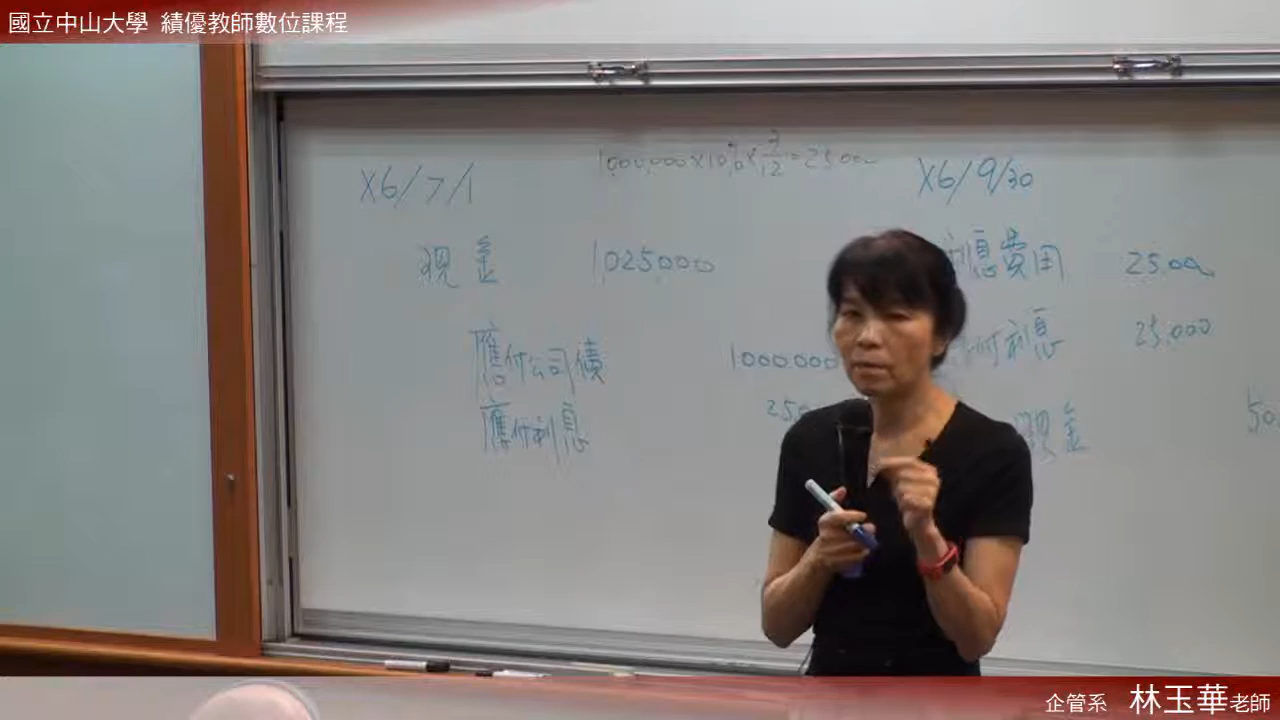 國立中山大學 績優教師數位課程
1,000,000×10%×3/12=25,000
X6/7/1
現金 1,025,000
應付公司債 1,000,000
應付利息 25,0
X6/9/30
利息費用 25,000
付利息 25,000
現金 50,
企管系 林玉華老師